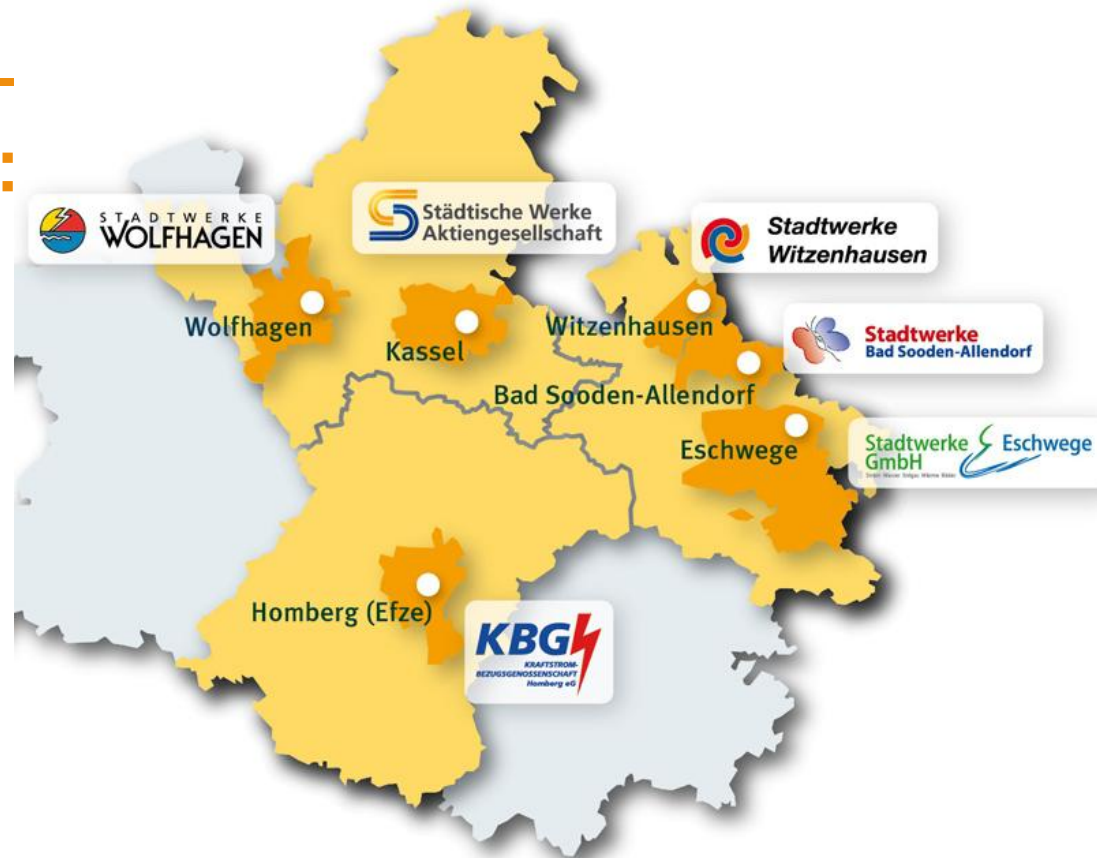 STADTWERKE
WOLFHAGEN
Städtische Werke
Aktiengesellschaft
Stadtwerke
Witzenhausen
Wolfhagen
Kassel
Witzenhausen
Stadtwerke
Bad Sooden-Allendorf
Bad Sooden-Allendorf
Eschwege
Stadtwerke Eschwege
GmbH
Homberg (Efze)
KBG
KRAFTSTROM-
BEZUGSGENOSSENSCHAFT
Homberg eG